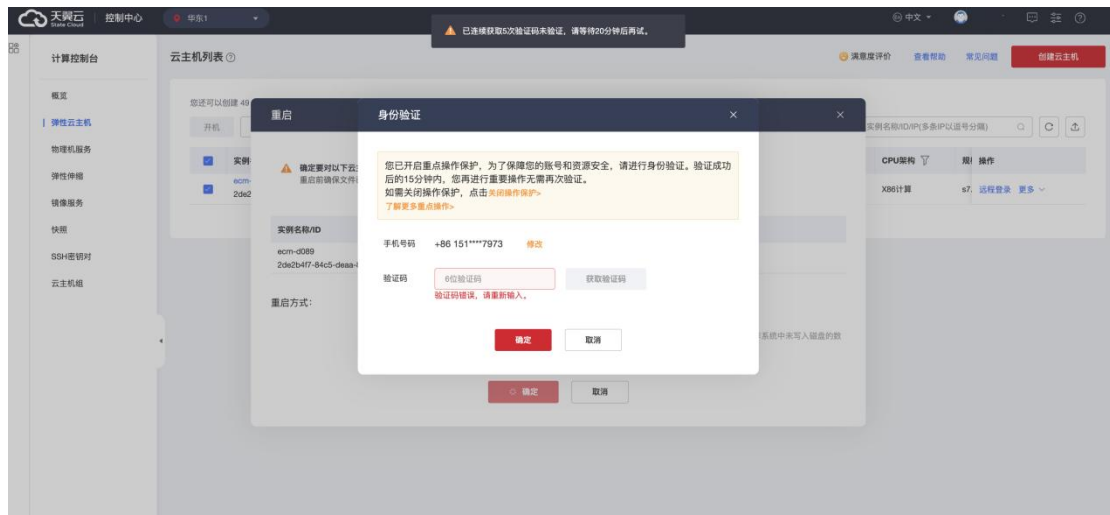 天翼云
State Cloud
控制中心
华东1
已连续获取5次验证码未验证，请等待20分钟后再试。
中文
计算控制台
云主机列表
满意度评价
查看帮助
常见问题
创建云主机
概览
弹性云主机
物理机服务
弹性伸缩
镜像服务
快照
SSH密钥对
云主机组
您还可以创建 49
开机
实例名称/ID/IP(多条IP以逗号分隔)
实例
CPU架构
规
操作
ecm-
2de2
X86计算
s7.
远程登录
更多
重启
确定要对以下云主
重启前确保文件
实例名称/ID
ecm-d089
2de2b4f7-84c5-deaa-
重启方式：
系统中未写入磁盘的数
确定
取消
身份验证
您已开启重点操作保护，为了保障您的账号和资源安全，请进行身份验证。验证成功
后的15分钟内，您再进行重要操作无需再次验证。
如需关闭操作保护，点击关闭操作保护>
了解更多重点操作>
手机号码
+86 151****7973
修改
验证码
6位验证码
获取验证码
验证码错误，请重新输入。
确定
取消